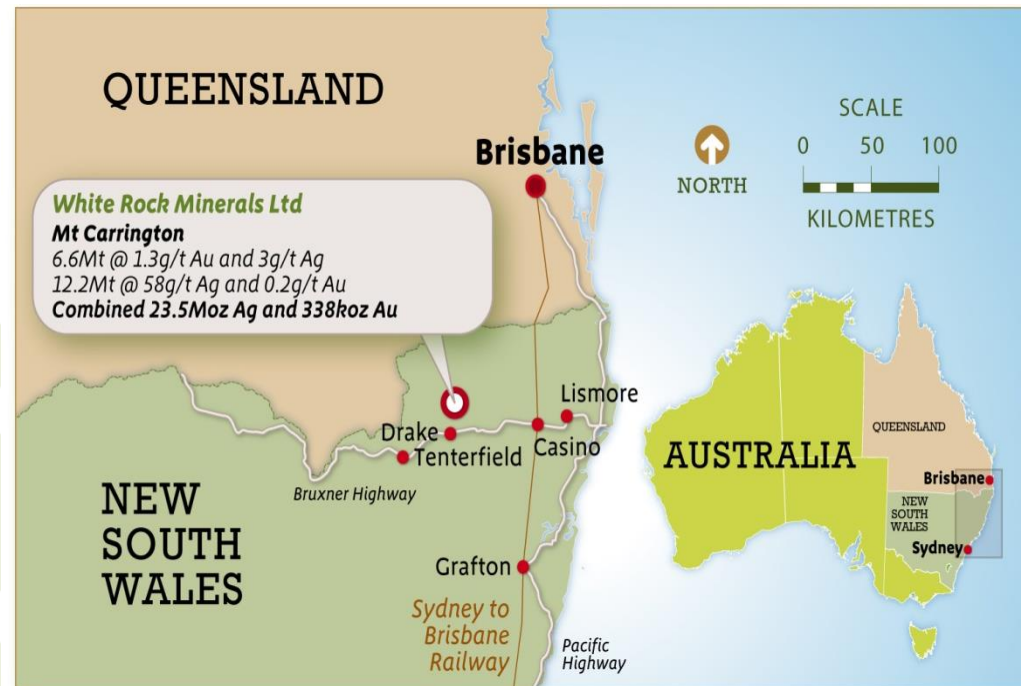 QUEENSLAND
Brisbane
NORTH
SCALE
0 50 100
KILOMETRES
White Rock Minerals Ltd
Mt Carrington
6.6Mt @ 1.3g/t Au and 3g/t Ag
12.2Mt @ 58g/t Ag and 0.2g/t Au
Combined 23.5Moz Ag and 338koz Au
Lismore
Drake
Casino
Tenterfield
Bruxner Highway
NEW
SOUTH
WALES
Grafton
Sydney to
Brisbane
Railway
Pacific
Highway
AUSTRALIA
QUEENSLAND
Brisbane
NEW
SOUTH
WALES
Sydney